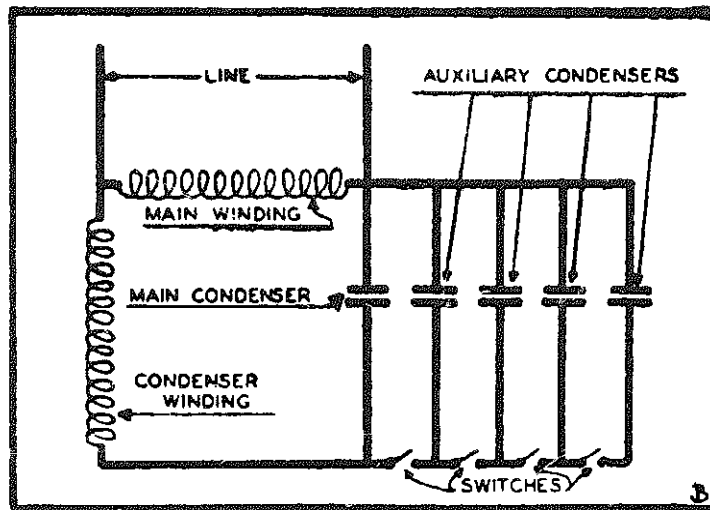 LINE
AUXILIARY CONDENSERS
MAIN WINDING
MAIN CONDENSER
CONDENSER
WINDING
SWITCHES
B